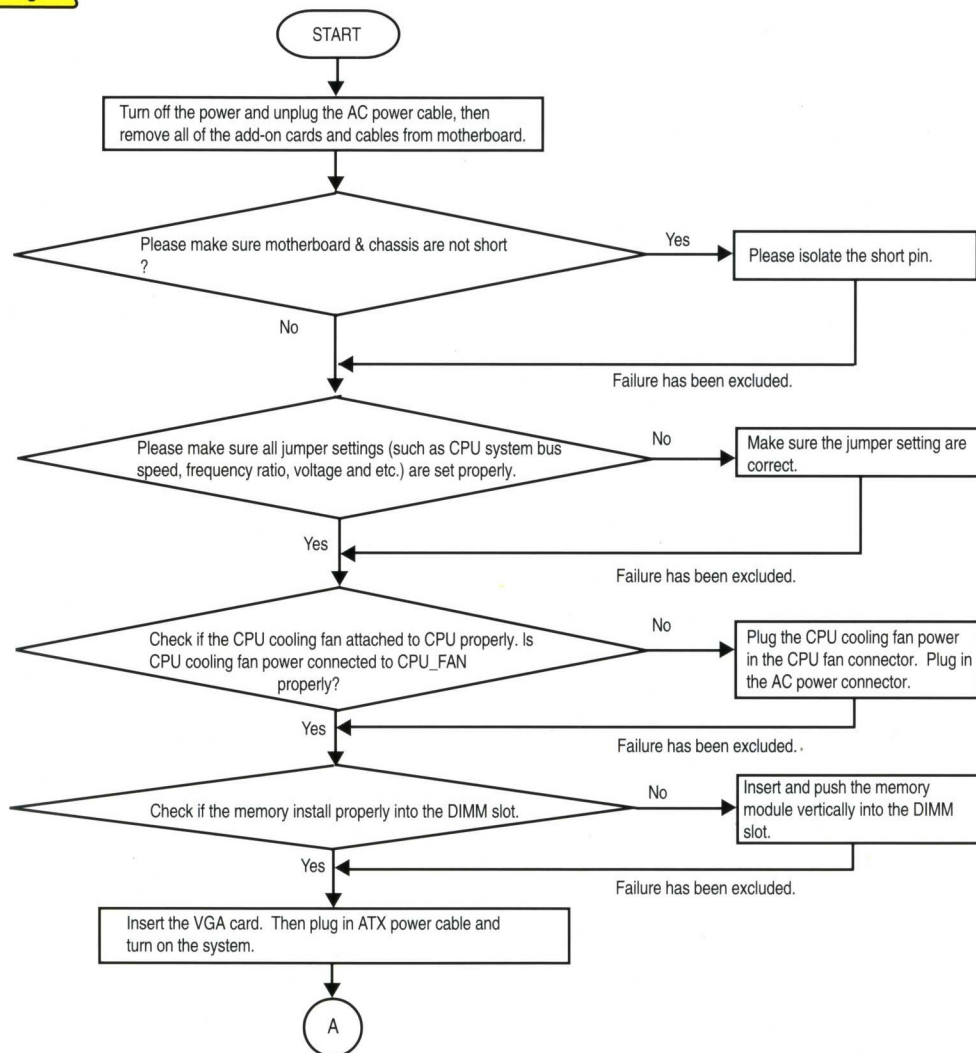 START
Turn off the power and unplug the AC power cable, then
remove all of the add-on cards and cables from motherboard.
Please make sure motherboard & chassis are not short
?
Yes
Please isolate the short pin.
No
Failure has been excluded.
Please make sure all jumper settings (such as CPU system bus
speed, frequency ratio, voltage and etc.) are set properly.
No
Make sure the jumper setting are
correct.
Yes
Failure has been excluded.
Check if the CPU cooling fan attached to CPU properly. Is
CPU cooling fan power connected to CPU_FAN
properly?
No
Plug the CPU cooling fan power
in the CPU fan connector. Plug in
the AC power connector.
Yes
Failure has been excluded.
Check if the memory install properly into the DIMM slot.
No
Insert and push the memory
module vertically into the DIMM
slot.
Yes
Failure has been excluded.
Insert the VGA card. Then plug in ATX power cable and
turn on the system.
A